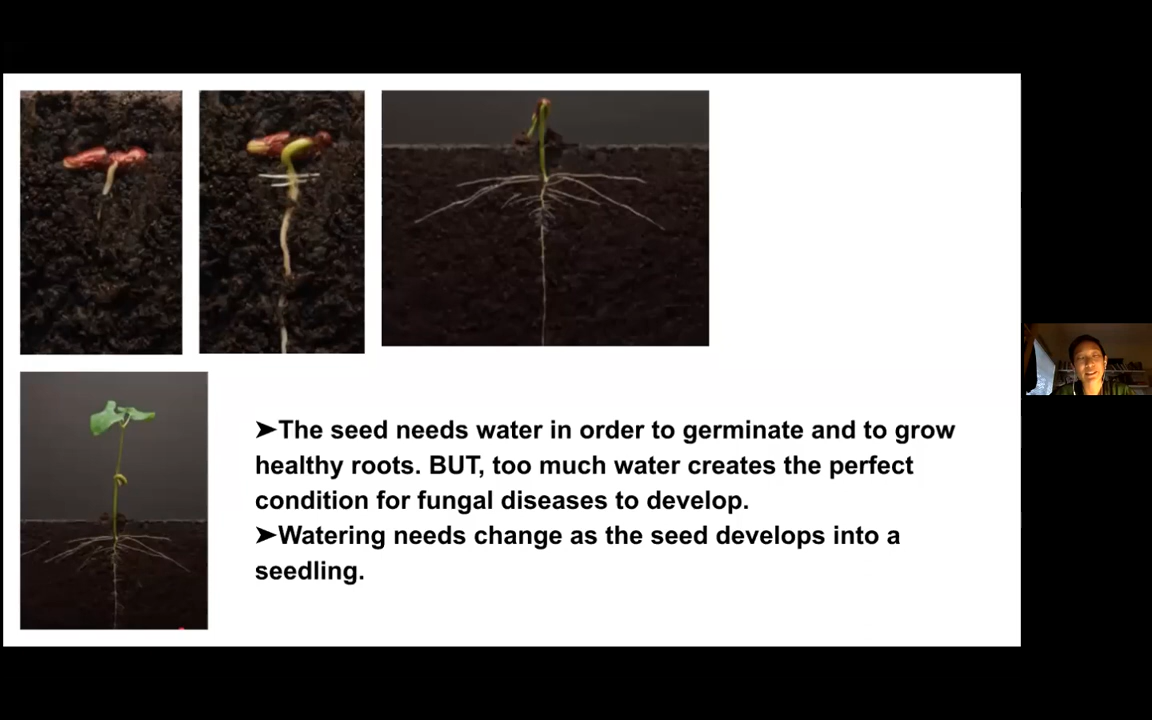 ➤The seed needs water in order to germinate and to grow
healthy roots. BUT, too much water creates the perfect
condition for fungal diseases to develop.
➤Watering needs change as the seed develops into a
seedling.